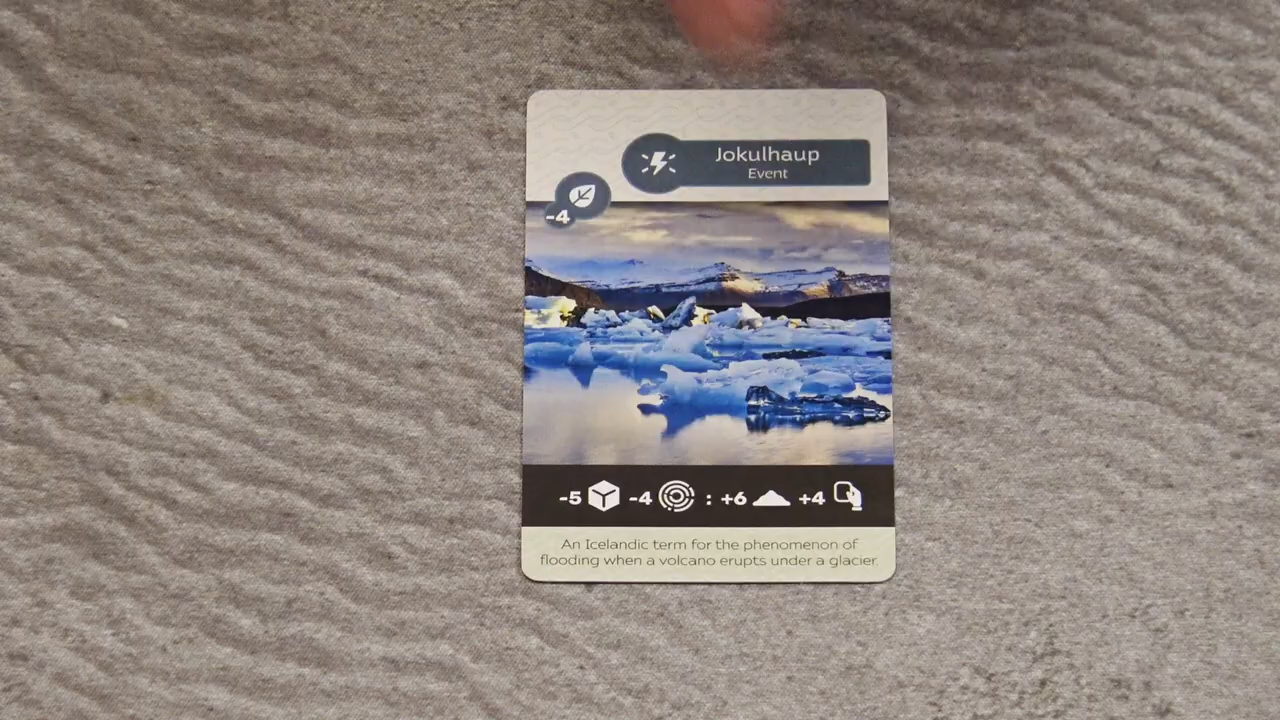 Jokulhaup
Event
-4
-5 -4 : +6 +4
An Icelandic term for the phenomenon of
flooding when a volcano erupts under a glacier.